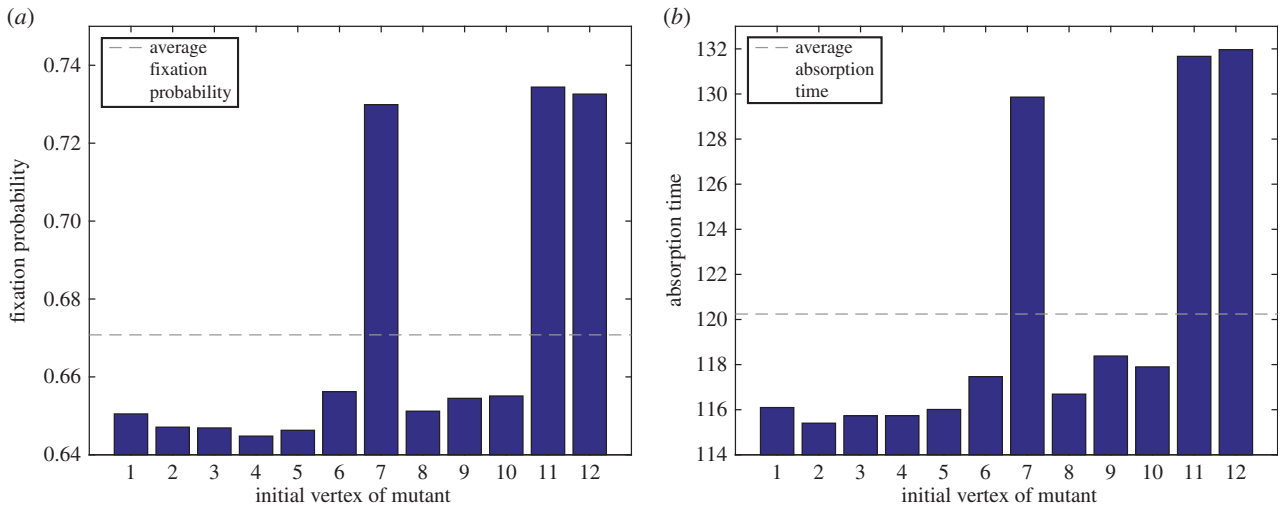 (a)
average
fixation
probability
0.74
0.72
0.70
0.68
0.66
0.64
fixation probability
1 2 3 4 5 6 7 8 9 10 11 12
initial vertex of mutant
(b)
average
absorption
time
132
130
128
126
124
122
120
118
116
114
absorption time
1 2 3 4 5 6 7 8 9 10 11 12
initial vertex of mutant